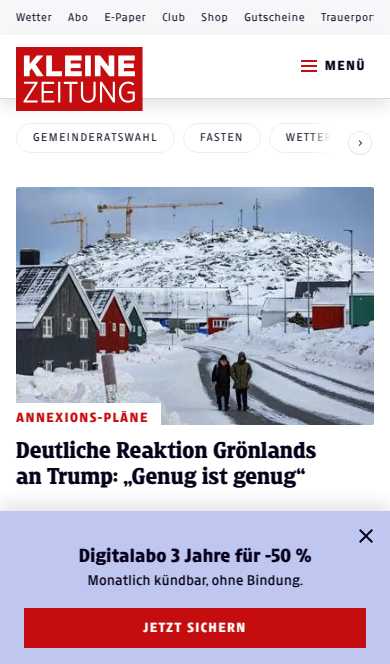 Wetter Abo E-Paper Club Shop Gutscheine Trauerpor
KLEINE
ZEITUNG
MENÜ
GEMEINDERATSWAHL FASTEN WETTER
ANNEXIONS-PLÄNE
Deutliche Reaktion Grönlands
an Trump: „Genug ist genug“
Digitalabo 3 Jahre für -50 %
Monatlich kündbar, ohne Bindung.
JETZT SICHERN